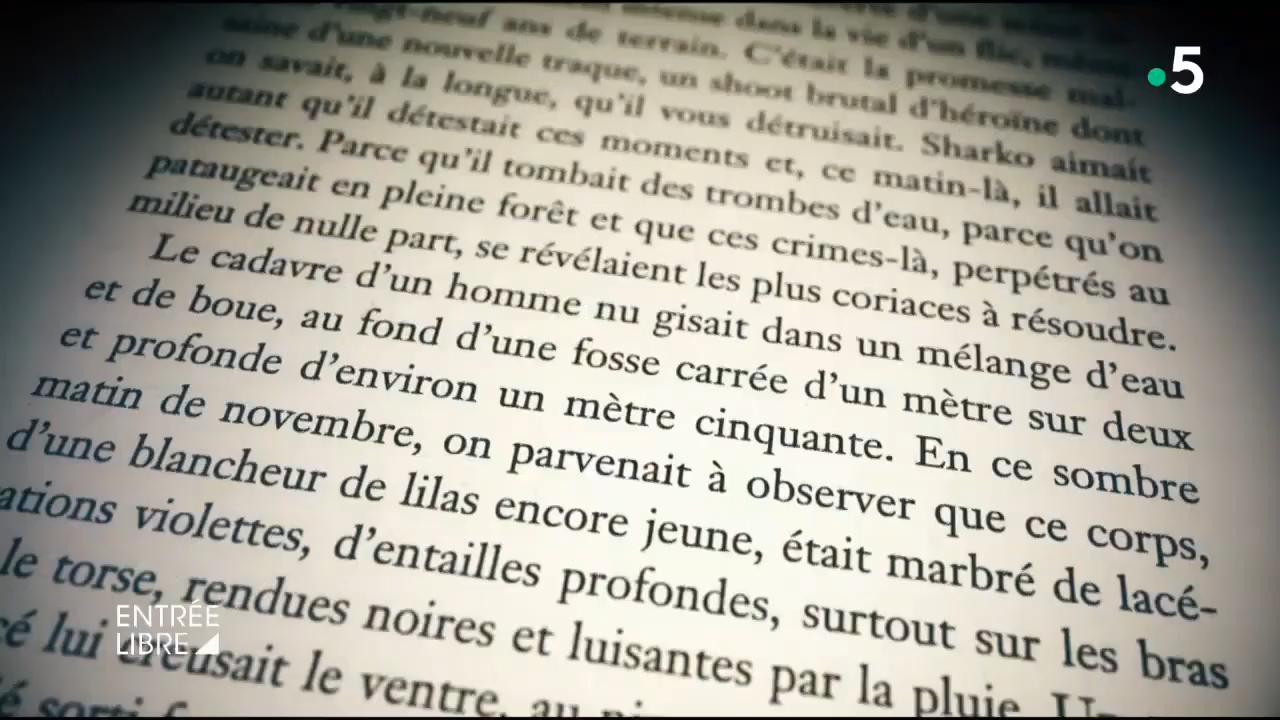 vingt-neuf ans de terrain. C'était la promesse mal-
saine d'une nouvelle traque, un shoot brutal d'héroïne dont
on savait, à la longue, qu'il vous détruisait. Sharko aimait
autant qu'il détestait ces moments et, ce matin-là, il allait
détester. Parce qu'il tombait des trombes d'eau, parce qu'on
pataugeait en pleine forêt et que ces crimes-là, perpétrés au
milieu de nulle part, se révélaient les plus coriaces à résoudre.
Le cadavre d'un homme nu gisait dans un mélange d'eau
et de boue, au fond d'une fosse carrée d'un mètre sur deux
et profonde d'environ un mètre cinquante. En ce sombre
matin de novembre, on parvenait à observer que ce corps,
d'une blancheur de lilas encore jeune, était marbré de lacé-
ations violettes, d'entailles profondes, surtout sur les bras
le torse, rendues noires et luisantes par la pluie.
cé lui creusait le ventre, au
é sorti
5
ENTRÉE
LIBRE